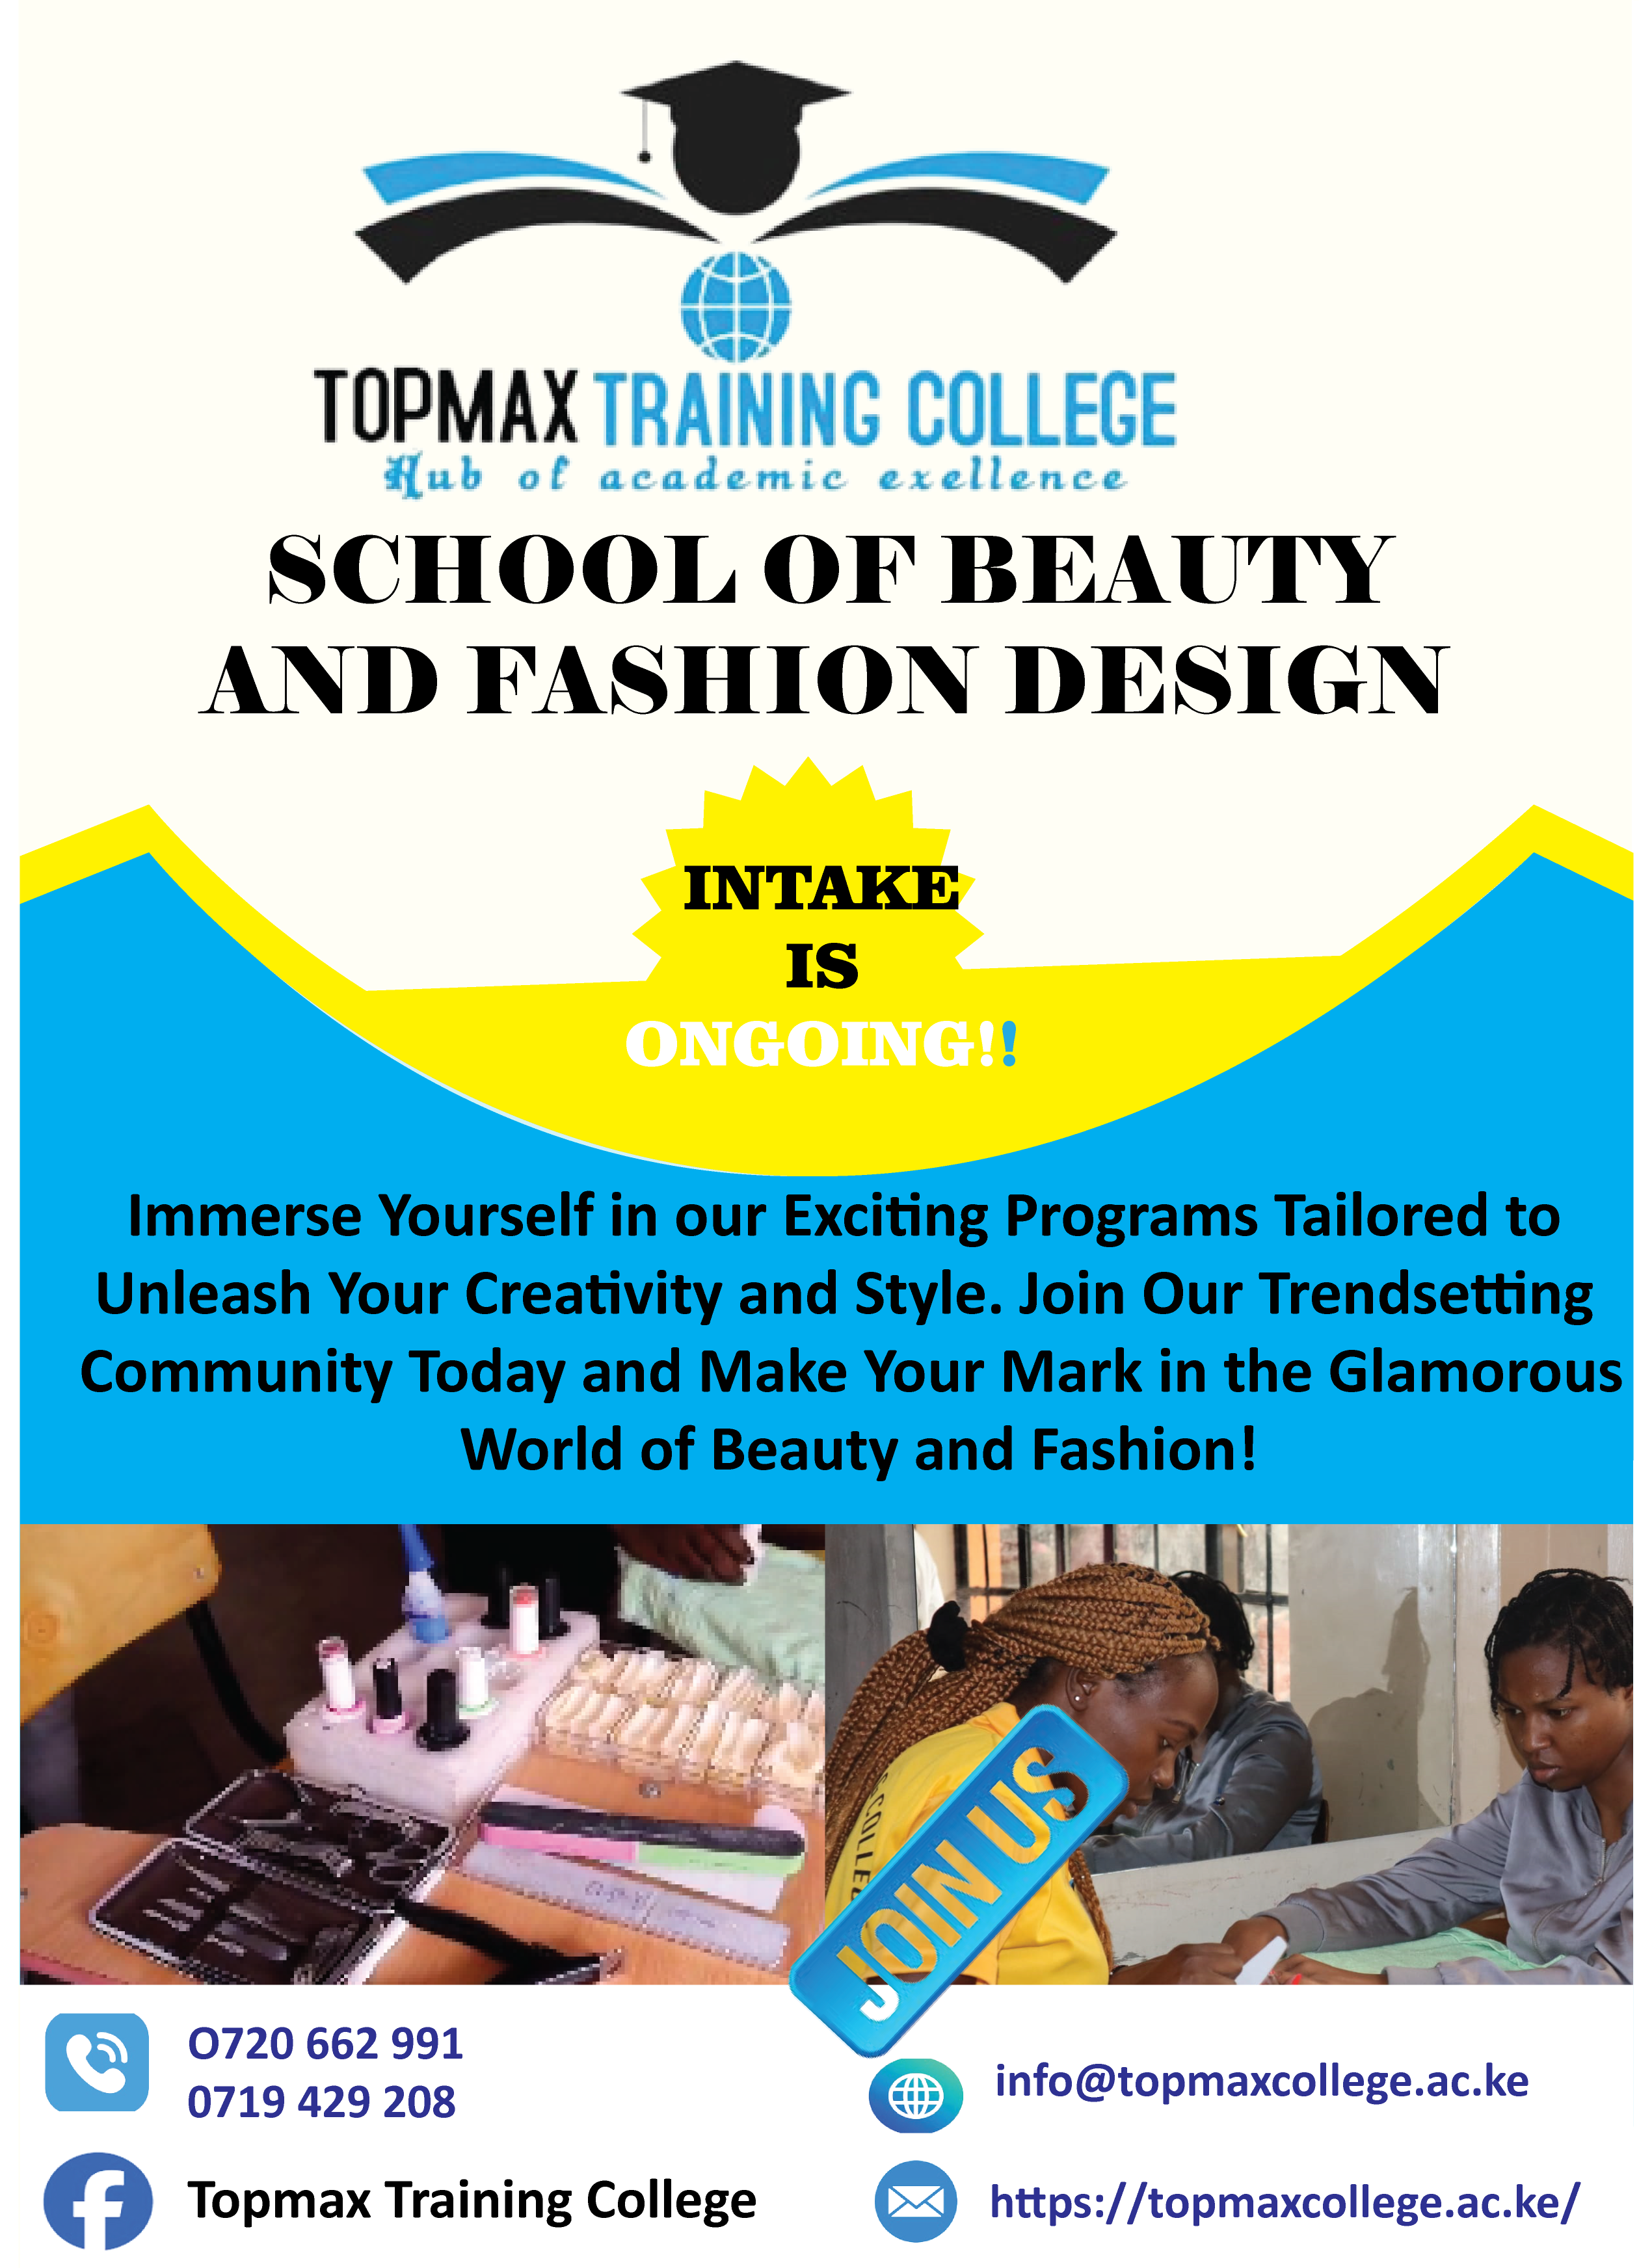 TOPMAX TRAINING COLLEGE
Hub of academic exellence
SCHOOL OF BEAUTY
AND FASHION DESIGN
INTAKE
IS
ONGOING!!
Immerse Yourself in our Exciting Programs Tailored to
Unleash Your Creativity and Style. Join Our Trendsetting
Community Today and Make Your Mark in the Glamorous
World of Beauty and Fashion!
JOIN US
O720 662 991
0719 429 208
info@topmaxcollege.ac.ke
Topmax Training College
https://topmaxcollege.ac.ke/